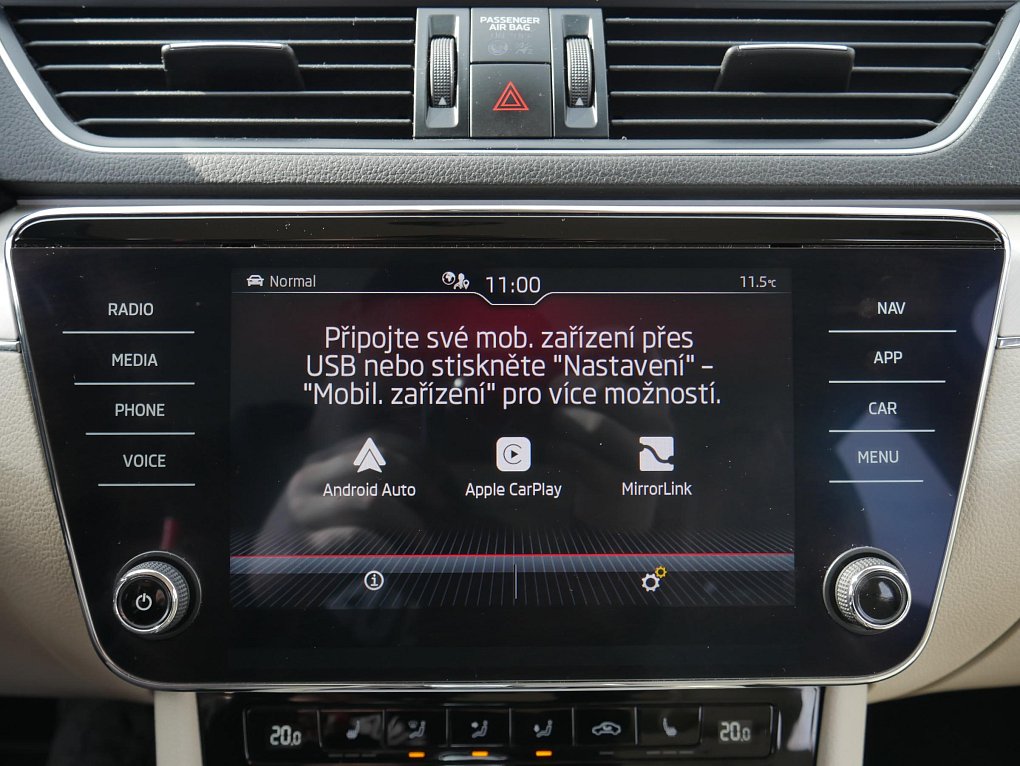 PASSENGER
AIR BAG
Normal
11:00
11.5°C
RADIO
MEDIA
PHONE
VOICE
NAV
APP
CAR
MENU
Připojte své mob. zařízení přes
USB nebo stiskněte "Nastavení" –
"Mobil. zařízení" pro více možností.
Android Auto
Apple CarPlay
MirrorLink
20.0
20.0